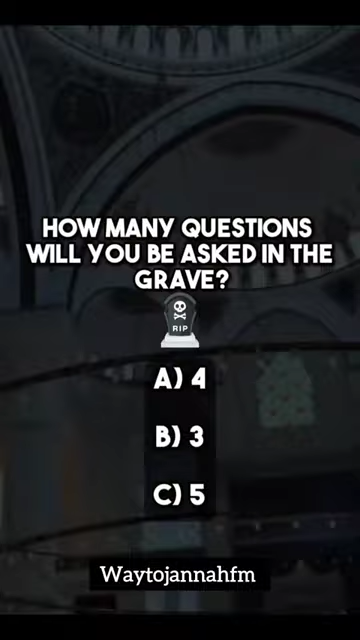 HOW MANY QUESTIONS
WILL YOU BE ASKED IN THE
GRAVE?
RIP
A) 4
B) 3
C) 5
Waytojannahfm